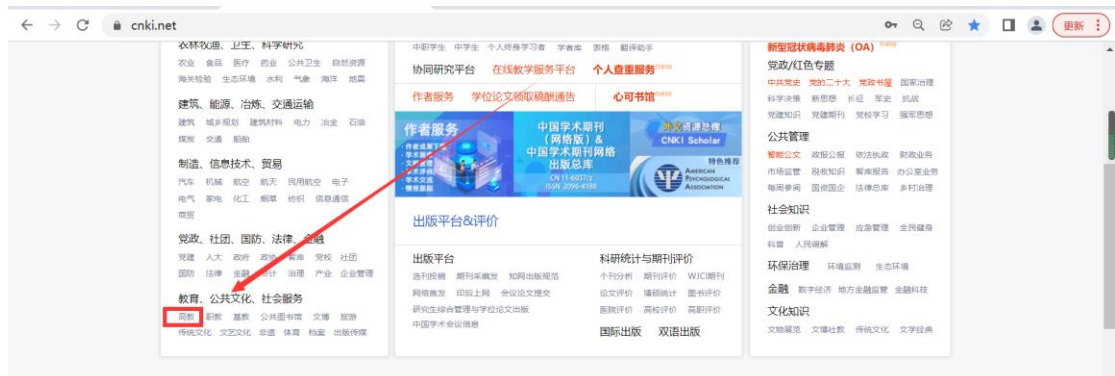 cnki.net
更新
农林牧渔、卫生、科学研究
农业 食品 医疗 药业 公共卫生 自然资源
海关检验 生态环境 水利 气象 海洋 地震
建筑、能源、冶炼、交通运输
建筑 城乡规划 建筑材料 电力 冶金 石油
煤炭 交通 船舶
制造、信息技术、贸易
汽车 机械 航空 航天 民用航空 电子
电气 家电 化工 烟草 纺织 信息通信
商贸
党政、社团、国防、法律、金融
党建 人大 政府 政协 智库 党校 社团
国防 法律 金融 审计 治理 产业 企业管理
教育、公共文化、社会服务
高教 职教 基教 公共图书馆 文博 旅游
传统文化 文艺文化 非遗 体育 档案 出版传媒
中职学生 中学生 个人终身学习者 学者库 表格 翻译助手
协同研究平台 在线教学服务平台 个人查重服务new
作者服务 学位论文领取稿酬通告 心可书馆new
作者服务
中国学术期刊
(网络版) &
中国学术期刊网络
出版总库
CN 11-6037/z
ISSN 2096-4188
外文资源总库
CNKI Scholar
特色推荐
AMERICAN
PSYCHOLOGICAL
ASSOCIATION
出版平台&评价
出版平台
选刊投稿 期刊采编发 知网出版规范
网络首发 印后上网 会议论文提交
研究生综合管理与学位论文出版
中国学术会议信息
科研统计与期刊评价
个刊分析 期刊评价 WJCI期刊
论文评价 博硕统计 图书评价
医院评价 高校评价 高职评价
国际出版 双语出版
新型冠状病毒肺炎（OA）new
党政/红色专题
中共党史 党的二十大 党政书屋 国家治理
科学决策 新思想 长征 军史 抗战
党建知识 党建期刊 党校学习 强军思想
公共管理
智能公文 政报公报 依法执政 财政业务
市场监管 税收知识 智库报告 办公室业务
每周参阅 国资国企 法律总库 乡村治理
社会知识
创业创新 企业管理 应急管理 全民健身
科普 人民调解
环保治理 环境监测 生态环境
金融 数字经济 地方金融监管 金融科技
文化知识
文物展览 文博社教 传统文化 文学经典